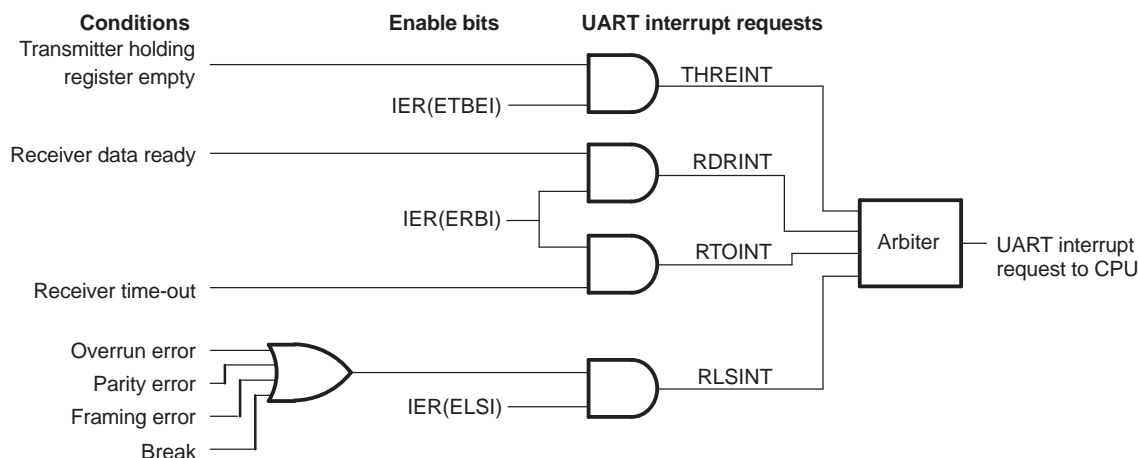 Conditions
Enable bits
UART interrupt requests
Transmitter holding
register empty
THREINT
IER(ETBEI)
Receiver data ready
RDRINT
IER(ERBI)
Arbiter
UART interrupt
request to CPU
RTOINT
Receiver time-out
Overrun error
Parity error
Framing error
Break
IER(ELSI)
RLSINT